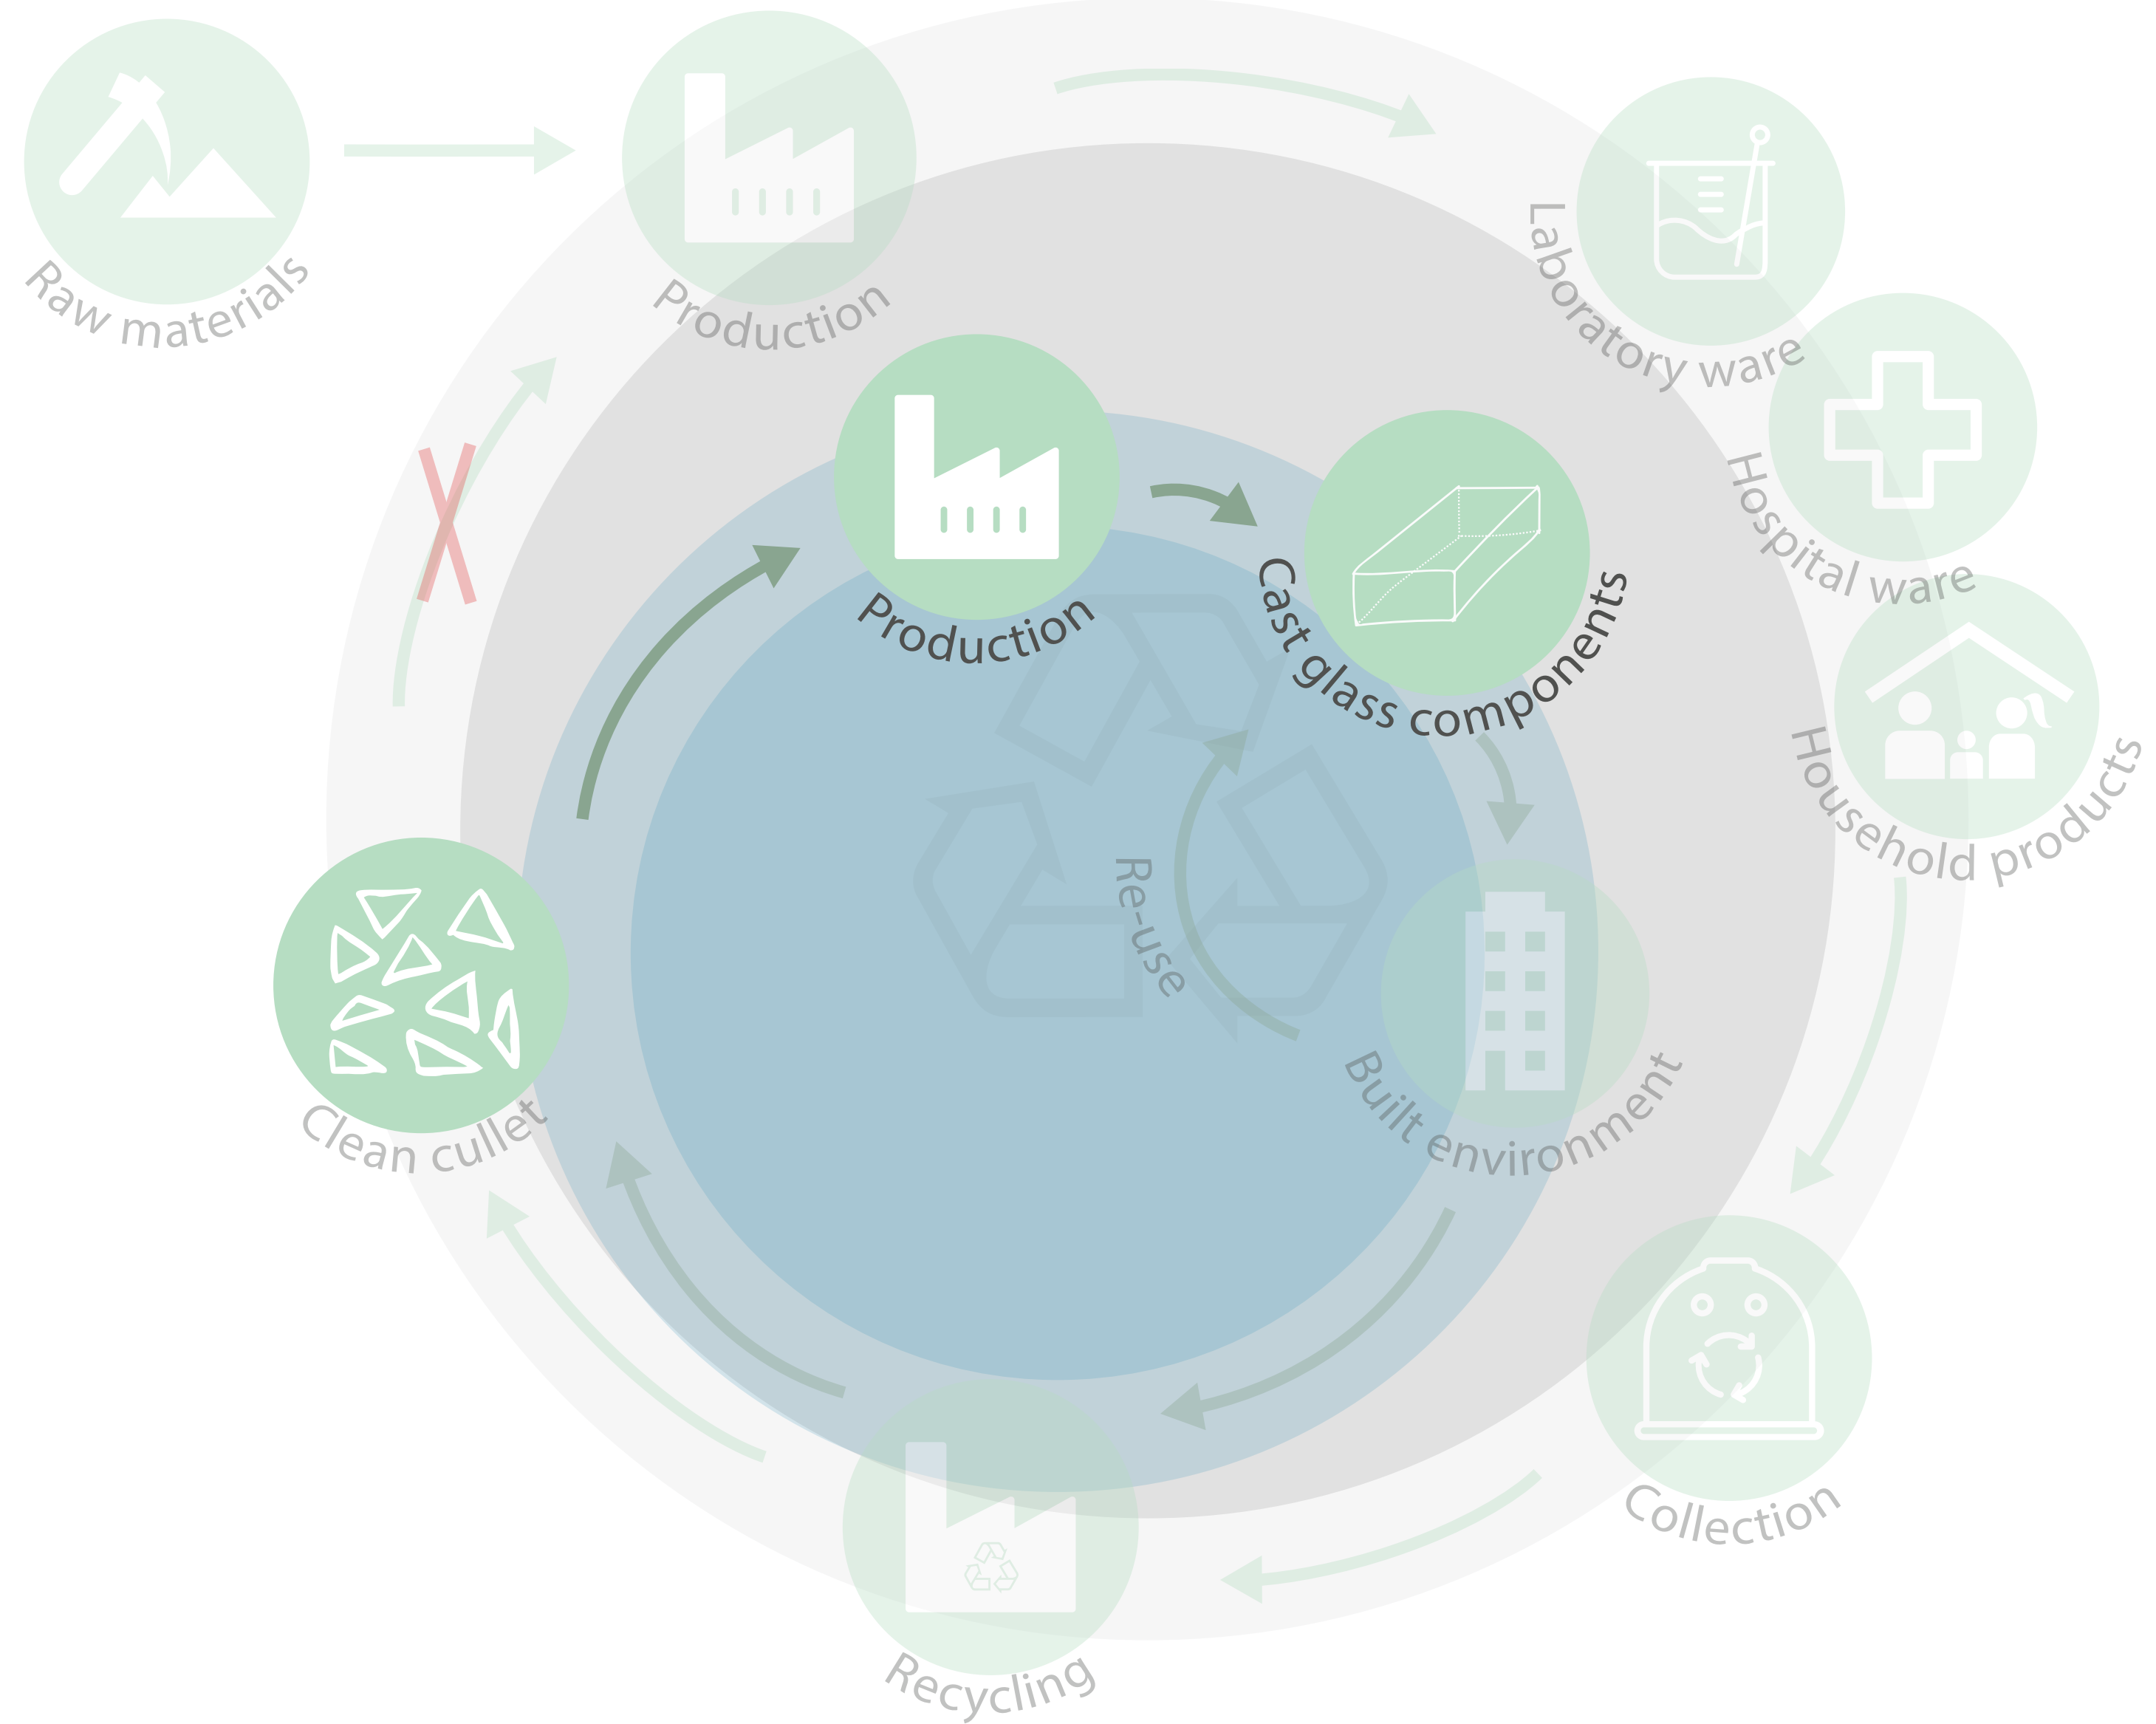 Raw materials
Production
Laboratory ware
Hospital ware
Household products
Production
Cast glass components
Re-use
Built environment
Clean cullet
Collection
Recycling